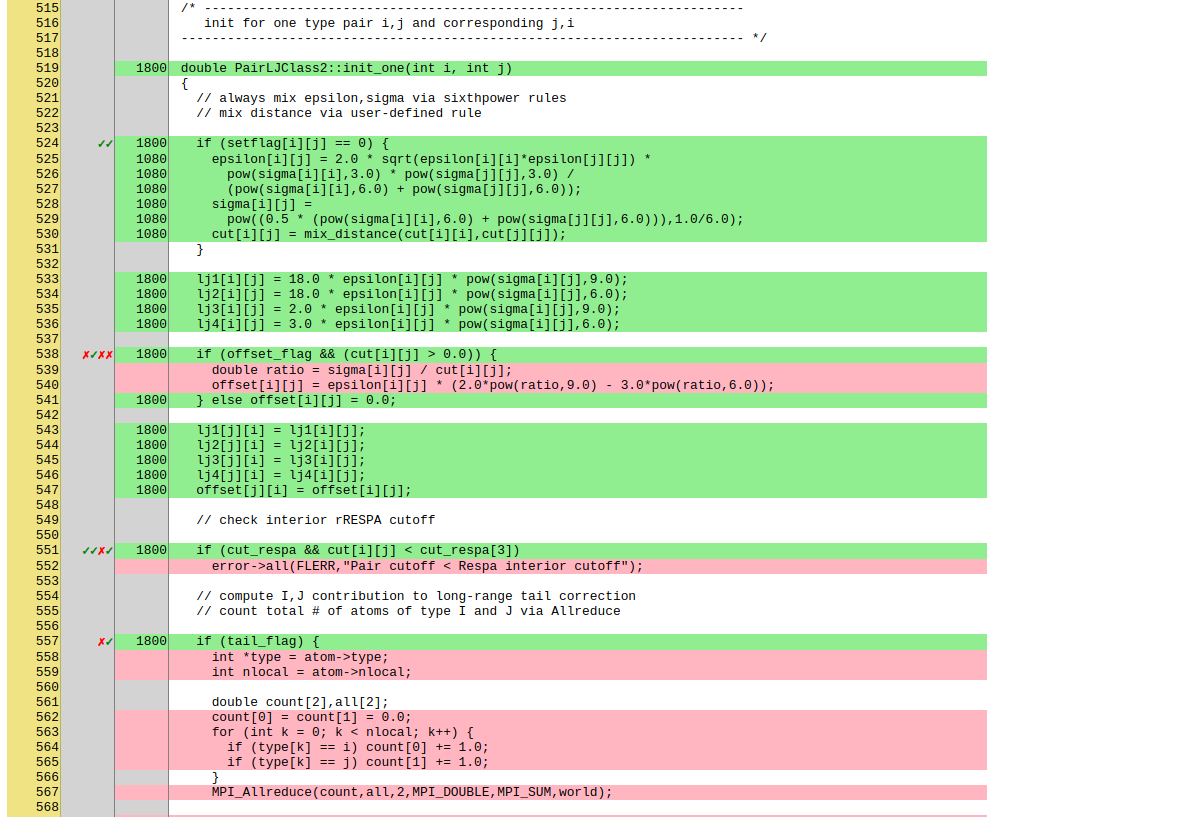 515 /* ----------------------------------------------------------------------
516 init for one type pair i,j and corresponding j,i
517 ------------------------------------------------------------------------- */
518
519 1800 double PairLJClass2::init_one(int i, int j)
520 {
521 // always mix epsilon,sigma via sixthpower rules
522 // mix distance via user-defined rule
523
524 ✓✓ 1800 if (setflag[i][j] == 0) {
525 1080 epsilon[i][j] = 2.0 * sqrt(epsilon[i][i]*epsilon[j][j]) *
526 1080 pow(sigma[i][i],3.0) * pow(sigma[j][j],3.0) /
527 1080 (pow(sigma[i][i],6.0) + pow(sigma[j][j],6.0));
528 1080 sigma[i][j] =
529 1080 pow((0.5 * (pow(sigma[i][i],6.0) + pow(sigma[j][j],6.0))),1.0/6.0);
530 1080 cut[i][j] = mix_distance(cut[i][i],cut[j][j]);
531 }
532
533 1800 lj1[i][j] = 18.0 * epsilon[i][j] * pow(sigma[i][j],9.0);
534 1800 lj2[i][j] = 18.0 * epsilon[i][j] * pow(sigma[i][j],6.0);
535 1800 lj3[i][j] = 2.0 * epsilon[i][j] * pow(sigma[i][j],9.0);
536 1800 lj4[i][j] = 3.0 * epsilon[i][j] * pow(sigma[i][j],6.0);
537
538 ✗✓✗✗ 1800 if (offset_flag && (cut[i][j] > 0.0)) {
539 double ratio = sigma[i][j] / cut[i][j];
540 offset[i][j] = epsilon[i][j] * (2.0*pow(ratio,9.0) - 3.0*pow(ratio,6.0));
541 1800 } else offset[i][j] = 0.0;
542
543 1800 lj1[j][i] = lj1[i][j];
544 1800 lj2[j][i] = lj2[i][j];
545 1800 lj3[j][i] = lj3[i][j];
546 1800 lj4[j][i] = lj4[i][j];
547 1800 offset[j][i] = offset[i][j];
548
549 // check interior rRESPA cutoff
550
551 ✓✓✗✓ 1800 if (cut_respa && cut[i][j] < cut_respa[3])
552 error->all(FLERR,"Pair cutoff < Respa interior cutoff");
553
554 // compute I,J contribution to long-range tail correction
555 // count total # of atoms of type I and J via Allreduce
556
557 ✗✓ 1800 if (tail_flag) {
558 int *type = atom->type;
559 int nlocal = atom->nlocal;
560
561 double count[2],all[2];
562 count[0] = count[1] = 0.0;
563 for (int k = 0; k < nlocal; k++) {
564 if (type[k] == i) count[0] += 1.0;
565 if (type[k] == j) count[1] += 1.0;
566 }
567 MPI_Allreduce(count,all,2,MPI_DOUBLE,MPI_SUM,world);
568